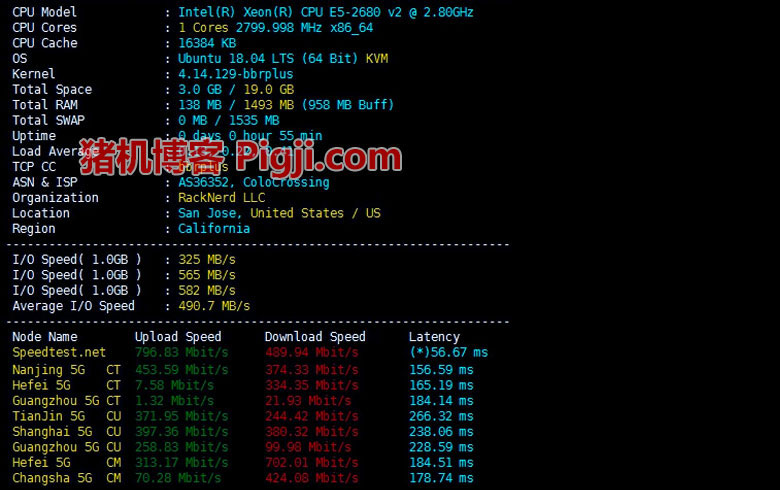 CPU Model : Intel(R) Xeon(R) CPU E5-2680 v2 @ 2.80GHz
CPU Cores : 1 Cores 2799.998 MHz x86_64
CPU Cache : 16384 KB
OS : Ubuntu 18.04 LTS (64 Bit) KVM
Kernel : 4.14.129-bbrplus
Total Space : 3.0 GB / 19.0 GB
Total RAM : 138 MB / 1493 MB (958 MB Buff)
Total SWAP : 0 MB / 1535 MB
Uptime : 0 days 0 hour 55 min
Load Average
猪机博客 Pigji.com
TCP CC : bbrplus
ASN & ISP : AS36352, ColoCrossing
Organization : RackNerd LLC
Location : San Jose, United States / US
Region : California
----------------------------------------------------------------------
I/O Speed( 1.0GB ) : 325 MB/s
I/O Speed( 1.0GB ) : 565 MB/s
I/O Speed( 1.0GB ) : 582 MB/s
Average I/O Speed : 490.7 MB/s
----------------------------------------------------------------------
Node Name Upload Speed Download Speed Latency
Speedtest.net 796.83 Mbit/s 489.94 Mbit/s (*)56.67 ms
Nanjing 5G CT 453.59 Mbit/s 374.33 Mbit/s 156.59 ms
Hefei 5G CT 7.58 Mbit/s 334.35 Mbit/s 165.19 ms
Guangzhou 5G CT 1.32 Mbit/s 21.93 Mbit/s 184.14 ms
TianJin 5G CU 371.95 Mbit/s 244.42 Mbit/s 266.32 ms
Shanghai 5G CU 397.36 Mbit/s 380.32 Mbit/s 238.06 ms
Guangzhou 5G CU 258.83 Mbit/s 99.98 Mbit/s 228.59 ms
Hefei 5G CM 313.17 Mbit/s 702.01 Mbit/s 184.51 ms
Changsha 5G CM 70.28 Mbit/s 424.08 Mbit/s 178.74 ms